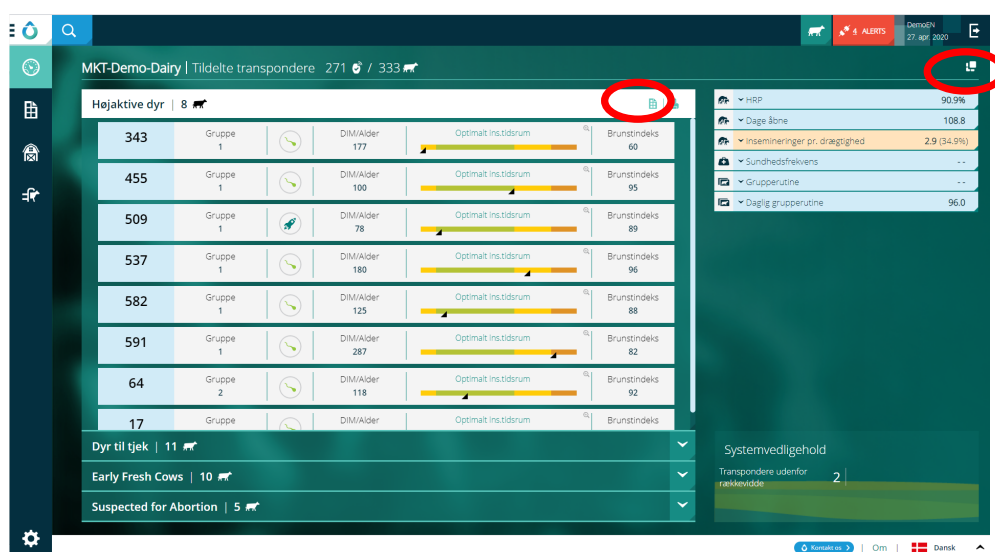 4 ALERTS
DemoEN
27. apr. 2020
MKT-Demo-Dairy | Tildelte transpondere 271 / 333
Højaktive dyr | 8
343 Gruppe 1 DIM/Alder 177 Optimalt ins.tidsrum Brunstindeks 60
455 Gruppe 1 DIM/Alder 100 Optimalt ins.tidsrum Brunstindeks 95
509 Gruppe 1 DIM/Alder 78 Optimalt ins.tidsrum Brunstindeks 89
537 Gruppe 1 DIM/Alder 180 Optimalt ins.tidsrum Brunstindeks 96
582 Gruppe 1 DIM/Alder 125 Optimalt ins.tidsrum Brunstindeks 88
591 Gruppe 1 DIM/Alder 287 Optimalt ins.tidsrum Brunstindeks 82
64 Gruppe 2 DIM/Alder 118 Optimalt ins.tidsrum Brunstindeks 92
17 Gruppe DIM/Alder Optimalt ins.tidsrum Brunstindeks
Dyr til tjek | 11
Early Fresh Cows | 10
Suspected for Abortion | 5
HRP 90.9%
Dage åbne 108.8
Insemineringer pr. drægtighed 2.9 (34.9%)
Sundhedsfrekvens - -
Grupperutine - -
Daglig grupperutine 96.0
Systemvedligehold
Transpondere udenfor
rækkevidde 2
Kontakt os | Om | Dansk